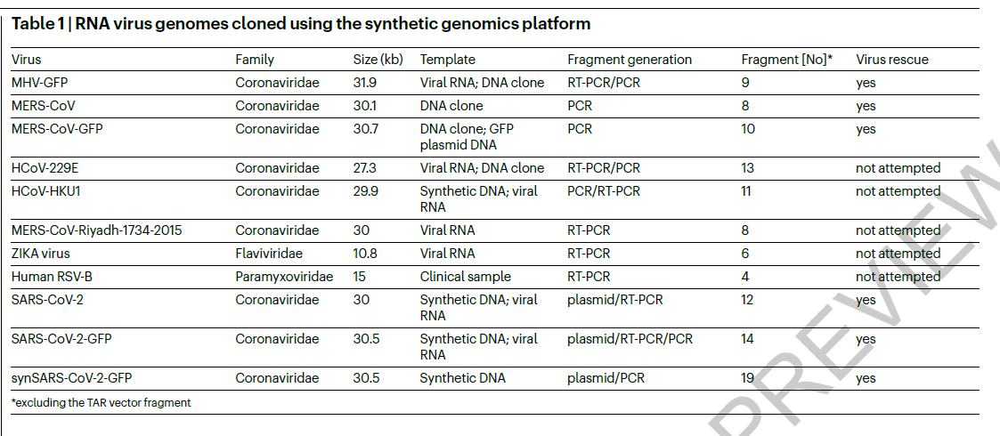 Table 1 | RNA virus genomes cloned using the synthetic genomics platform
Virus Family Size (kb) Template Fragment generation Fragment [No]* Virus rescue
MHV-GFP Coronaviridae 31.9 Viral RNA; DNA clone RT-PCR/PCR 9 yes
MERS-CoV Coronaviridae 30.1 DNA clone PCR 8 yes
MERS-CoV-GFP Coronaviridae 30.7 DNA clone; GFP PCR 10 yes
plasmid DNA
HCoV-229E Coronaviridae 27.3 Viral RNA; DNA clone RT-PCR/PCR 13 not attempted
HCoV-HKU1 Coronaviridae 29.9 Synthetic DNA; viral PCR/RT-PCR 11 not attempted
RNA
MERS-CoV-Riyadh-1734-2015 Coronaviridae 30 Viral RNA RT-PCR 8 not attempted
ZIKA virus Flaviviridae 10.8 Viral RNA RT-PCR 6 not attempted
Human RSV-B Paramyxoviridae 15 Clinical sample RT-PCR 4 not attempted
SARS-CoV-2 Coronaviridae 30 Synthetic DNA; viral plasmid/RT-PCR 12 yes
RNA
SARS-CoV-2-GFP Coronaviridae 30.5 Synthetic DNA; viral plasmid/RT-PCR/PCR 14 yes
RNA
synSARS-CoV-2-GFP Coronaviridae 30.5 Synthetic DNA plasmid/PCR 19 yes
*excluding the TAR vector fragment
PREVIEW